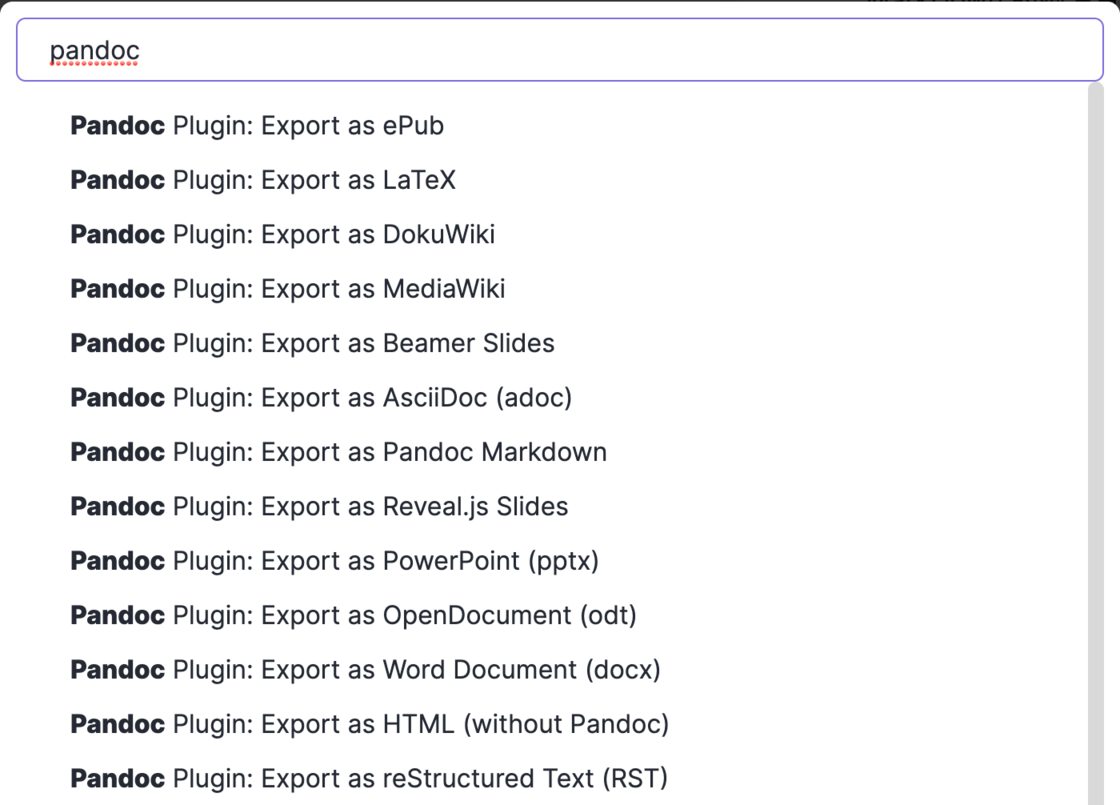 pandoc
Pandoc Plugin: Export as ePub
Pandoc Plugin: Export as LaTeX
Pandoc Plugin: Export as DokuWiki
Pandoc Plugin: Export as MediaWiki
Pandoc Plugin: Export as Beamer Slides
Pandoc Plugin: Export as AsciiDoc (adoc)
Pandoc Plugin: Export as Pandoc Markdown
Pandoc Plugin: Export as Reveal.js Slides
Pandoc Plugin: Export as PowerPoint (pptx)
Pandoc Plugin: Export as OpenDocument (odt)
Pandoc Plugin: Export as Word Document (docx)
Pandoc Plugin: Export as HTML (without Pandoc)
Pandoc Plugin: Export as reStructured Text (RST)